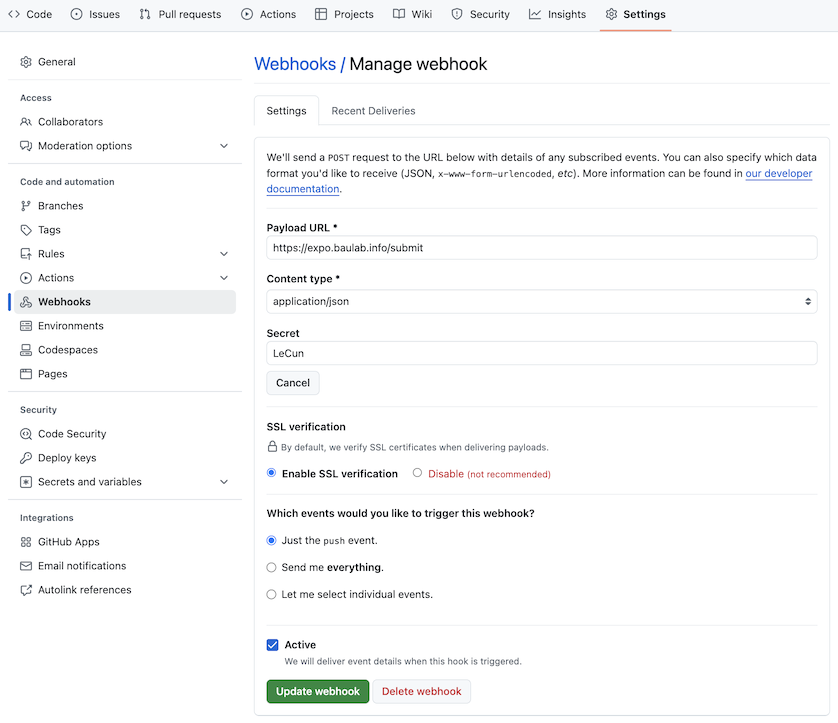 Code Issues Pull requests Actions Projects Wiki Security Insights Settings
General
Access
Collaborators
Moderation options
Code and automation
Branches
Tags
Rules
Actions
Webhooks
Environments
Codespaces
Pages
Security
Code Security
Deploy keys
Secrets and variables
Integrations
GitHub Apps
Email notifications
Autolink references
Webhooks / Manage webhook
Settings Recent Deliveries
We'll send a POST request to the URL below with details of any subscribed events. You can also specify which data
format you'd like to receive (JSON, x-www-form-urlencoded, etc). More information can be found in our developer
documentation.
Payload URL *
https://expo.baulab.info/submit
Content type *
application/json
Secret
LeCun
Cancel
SSL verification
By default, we verify SSL certificates when delivering payloads.
Enable SSL verification Disable (not recommended)
Which events would you like to trigger this webhook?
Just the push event.
Send me everything.
Let me select individual events.
Active
We will deliver event details when this hook is triggered.
Update webhook Delete webhook